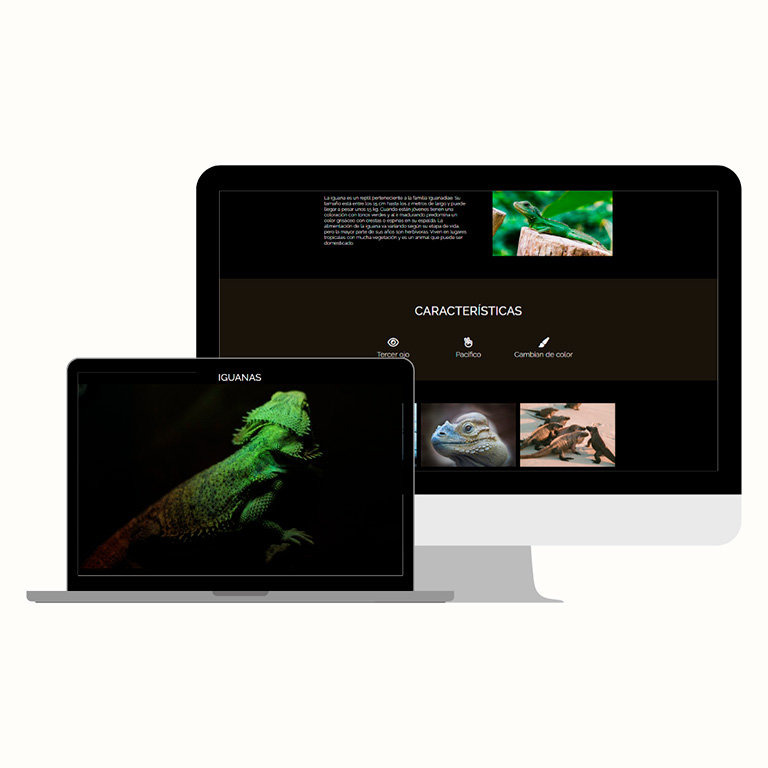 La iguana es un reptil perteneciente a la familia Iguanadiae. Su
tamaño está entre los 15 cm hasta los 2 metros de largo y puede
llegar a pesar unos 15 kg. Cuando están jóvenes tienen una
coloración con tonos verdes y al ir madurando predomina un
color grisáceo con crestas o espinas en su espalda. La
alimentación de la iguana va variando según su etapa de vida
pero la mayor parte de sus años son herbívoras. Viven en lugares
tropicales con mucha vegetación y es un animal que puede ser
domesticado.
CARACTERÍSTICAS
Tercer ojo
Pacífico
Cambian de color
IGUANAS